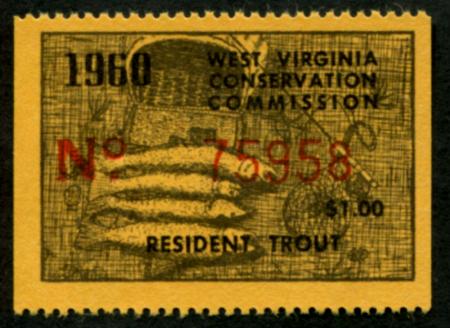 1960 WEST VIRGINIA
CONSERVATION
COMMISSION
Nº 75958
$1.00
RESIDENT TROUT